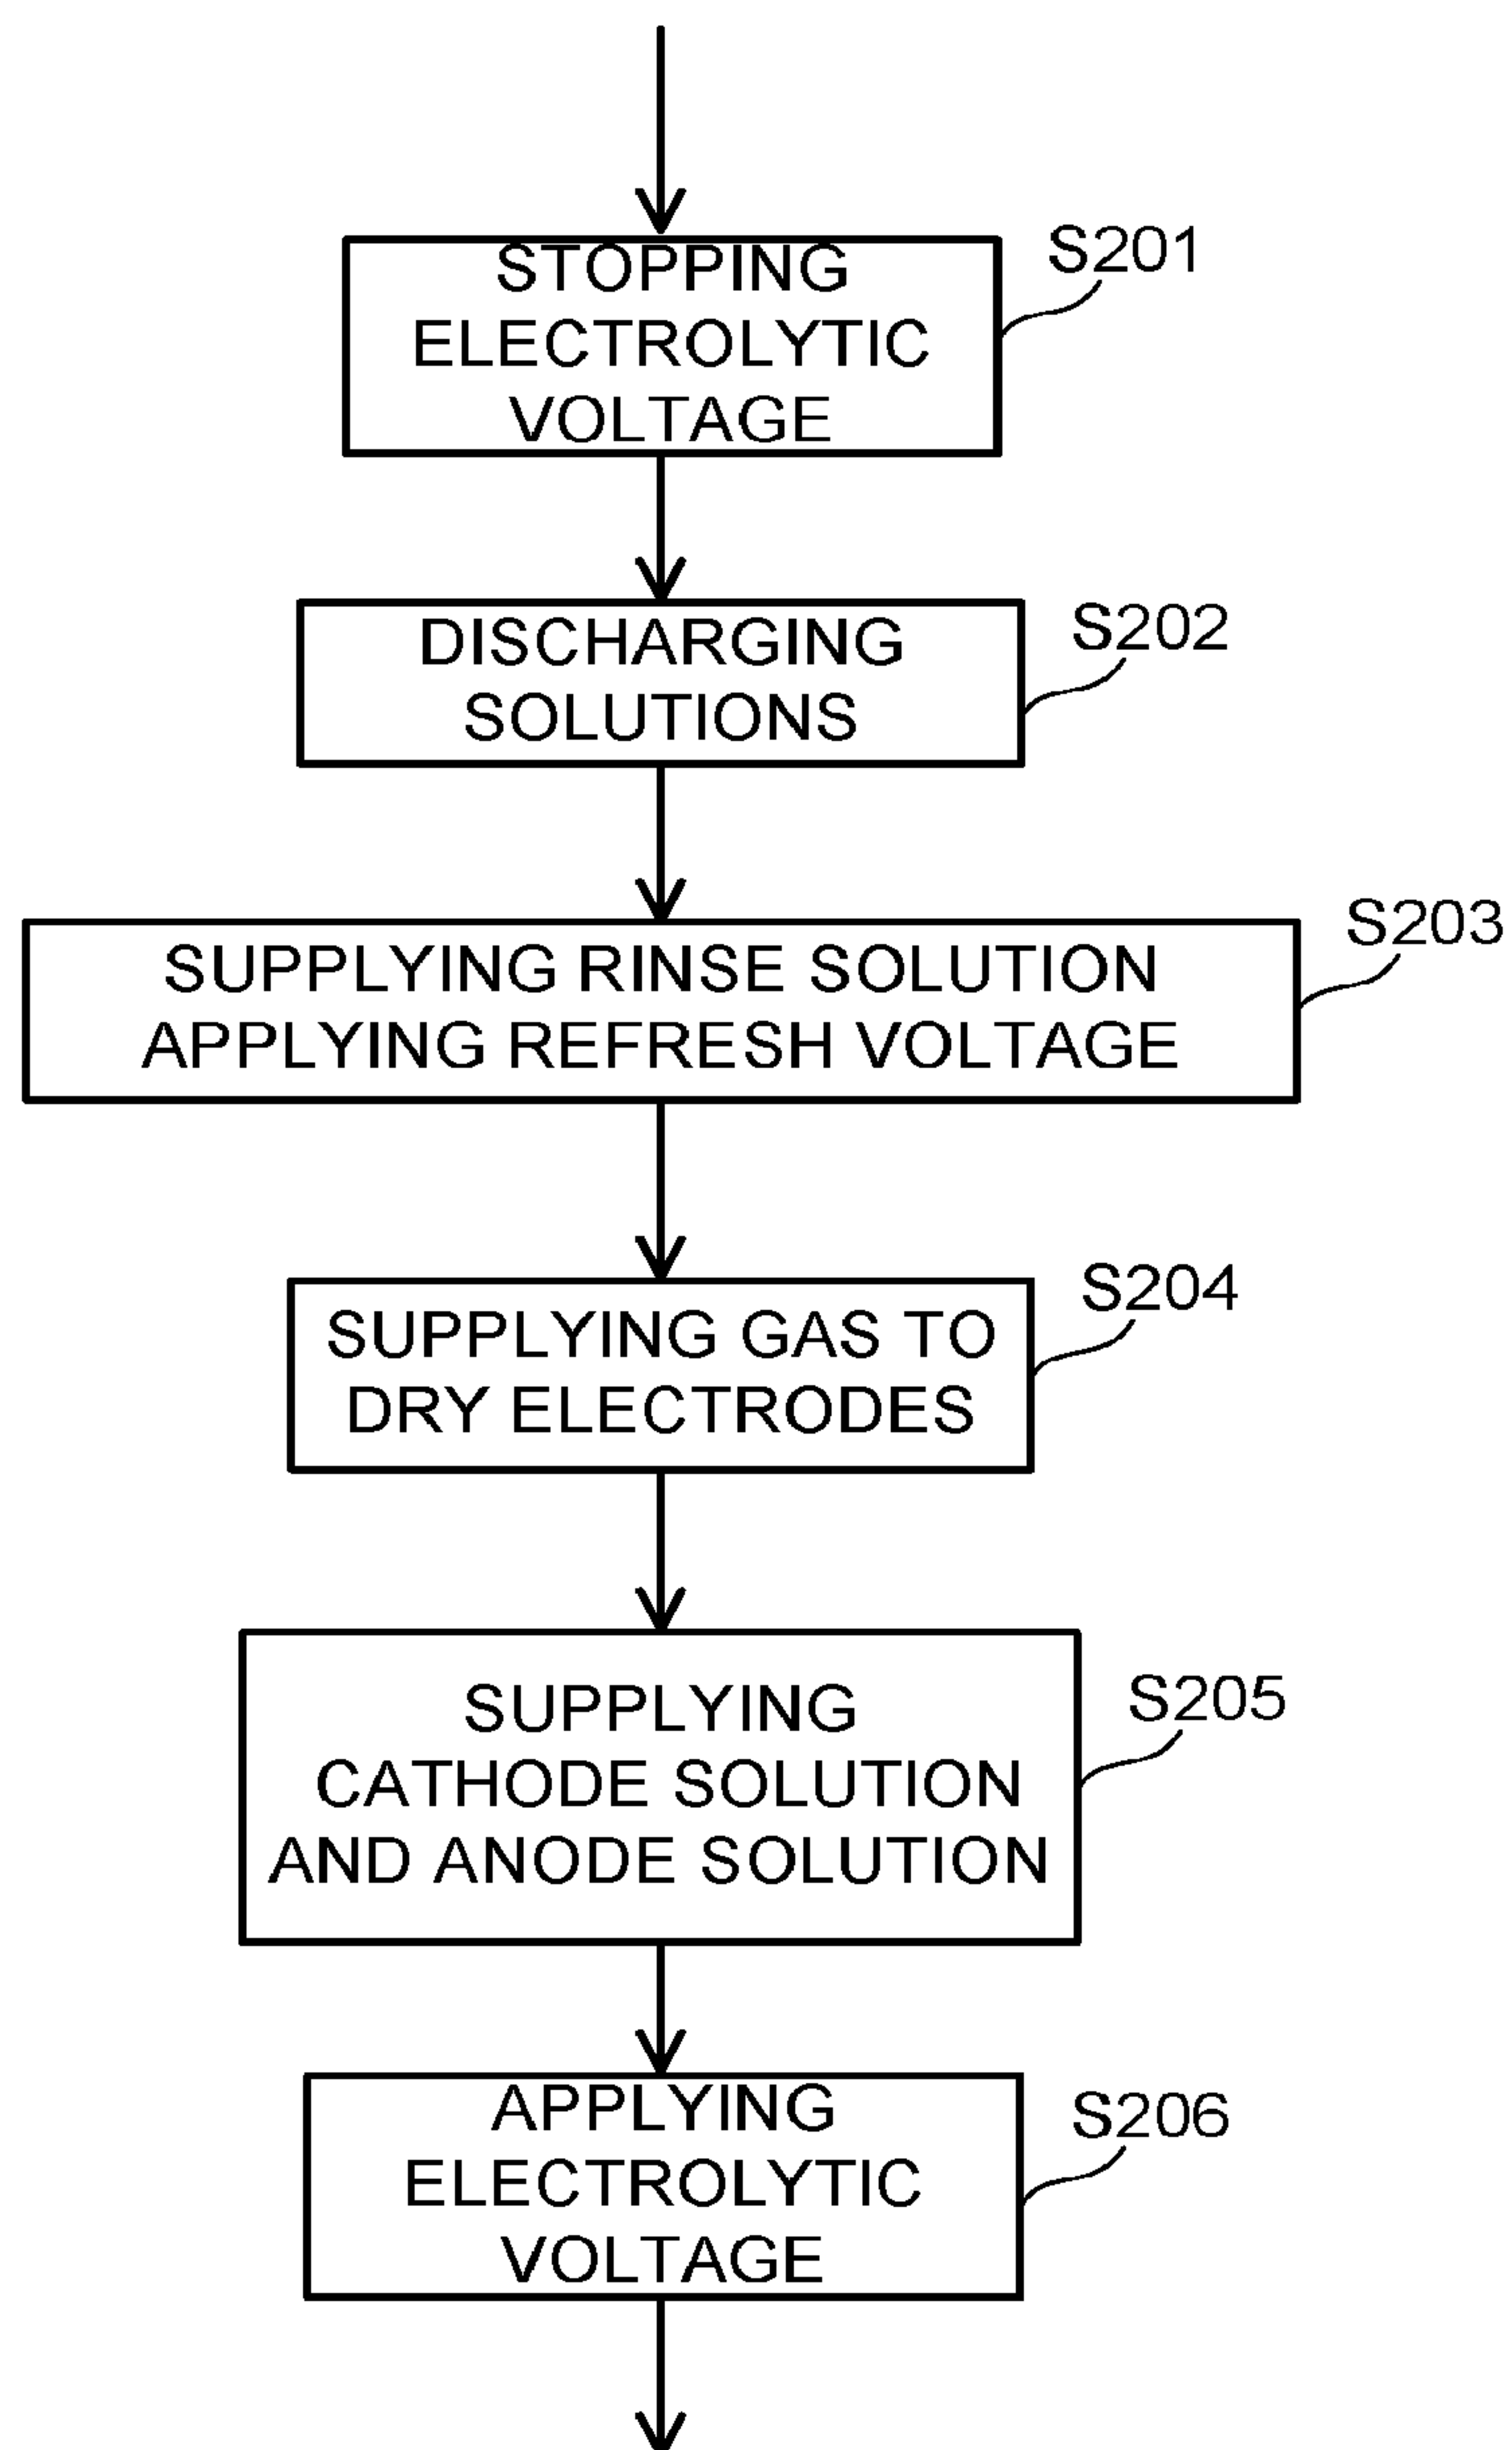 STOPPING
ELECTROLYTIC
VOLTAGE
S201
DISCHARGING
SOLUTIONS
S202
SUPPLYING RINSE SOLUTION
APPLYING REFRESH VOLTAGE
S203
SUPPLYING GAS TO
DRY ELECTRODES
S204
SUPPLYING
CATHODE SOLUTION
AND ANODE SOLUTION
S205
APPLYING
ELECTROLYTIC
VOLTAGE
S206